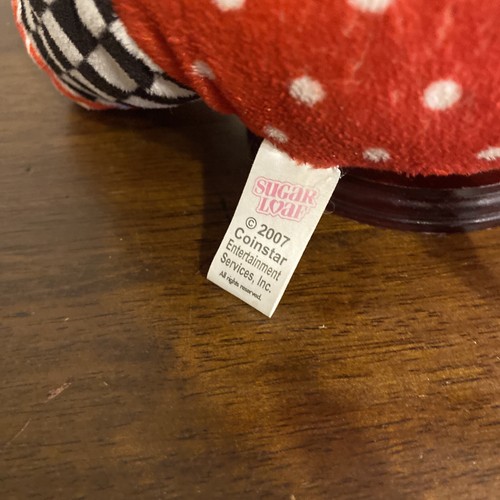 SUGAR
LOAF
© 2007
Coinstar
Entertainment
Services, Inc.
All rights reserved.